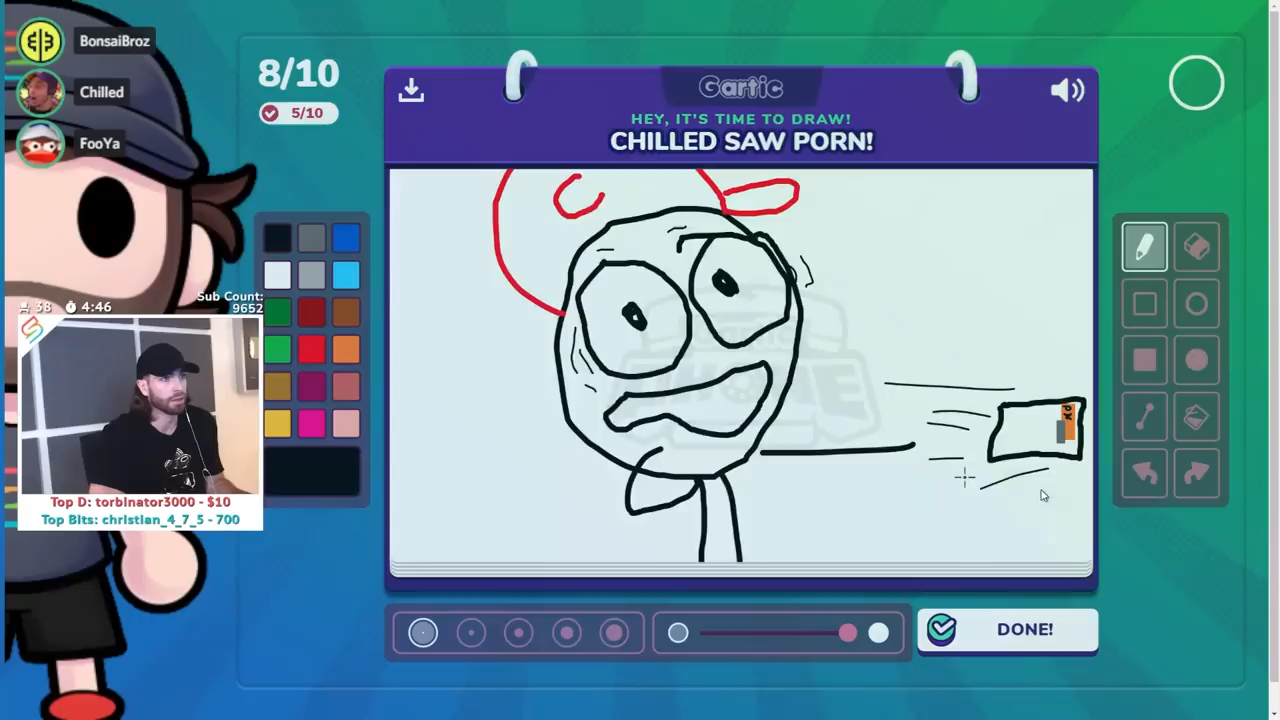 BonsaiBroz
Chilled
FooYa
8/10
5/10
Gartic
HEY, IT'S TIME TO DRAW!
CHILLED SAW PORN!
38
4:46
Sub Count:
9652
Top D: torbinator3000 - $10
Top Bits: christian_4_7_5 - 700
DONE!